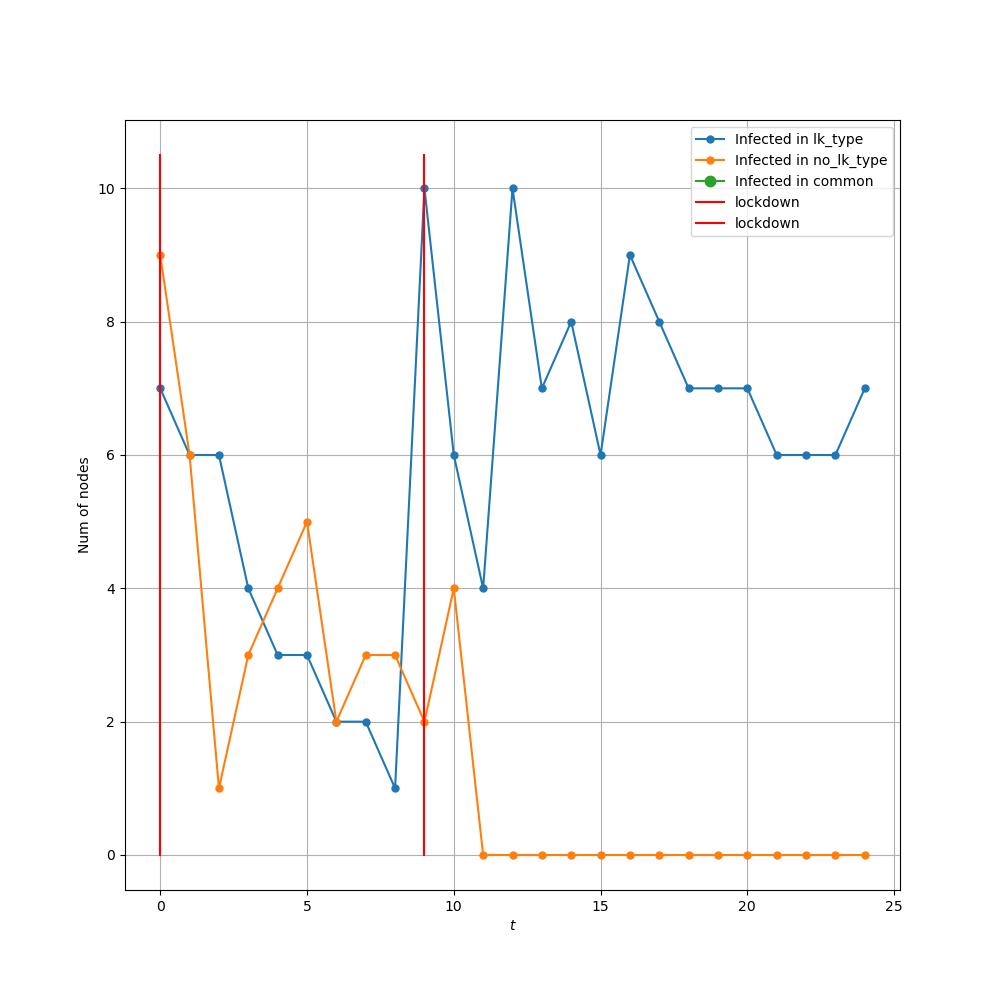 Infected in lk_type
Infected in no_lk_type
Infected in common
lockdown
lockdown
10
8
6
4
2
0
Num of nodes
0 5 10 15 20 25
t